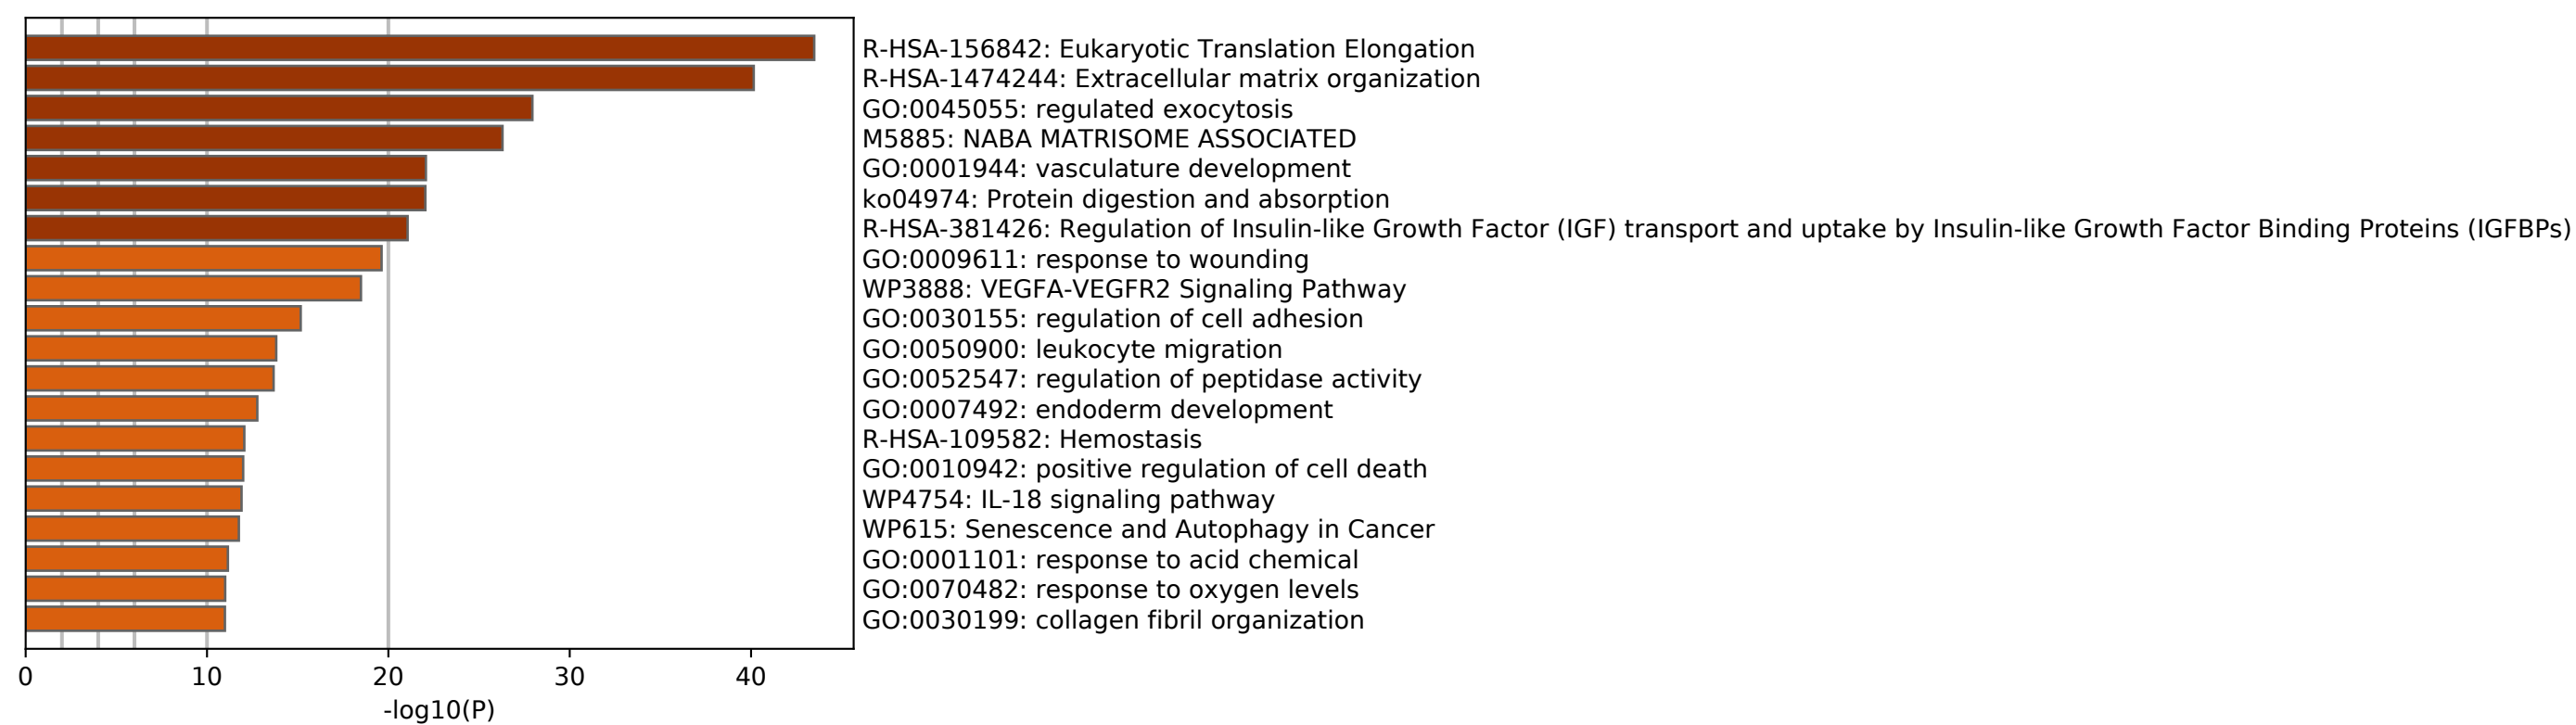 R-HSA-156842: Eukaryotic Translation Elongation
R-HSA-1474244: Extracellular matrix organization
GO:0045055: regulated exocytosis
M5885: NABA MATRISOME ASSOCIATED
GO:0001944: vasculature development
ko04974: Protein digestion and absorption
R-HSA-381426: Regulation of Insulin-like Growth Factor (IGF) transport and uptake by Insulin-like Growth Factor Binding Proteins (IGFBPs)
GO:0009611: response to wounding
WP3888: VEGFA-VEGFR2 Signaling Pathway
GO:0030155: regulation of cell adhesion
GO:0050900: leukocyte migration
GO:0052547: regulation of peptidase activity
GO:0007492: endoderm development
R-HSA-109582: Hemostasis
GO:0010942: positive regulation of cell death
WP4754: IL-18 signaling pathway
WP615: Senescence and Autophagy in Cancer
GO:0001101: response to acid chemical
GO:0070482: response to oxygen levels
GO:0030199: collagen fibril organization
0 10 20 30 40
-log10(P)